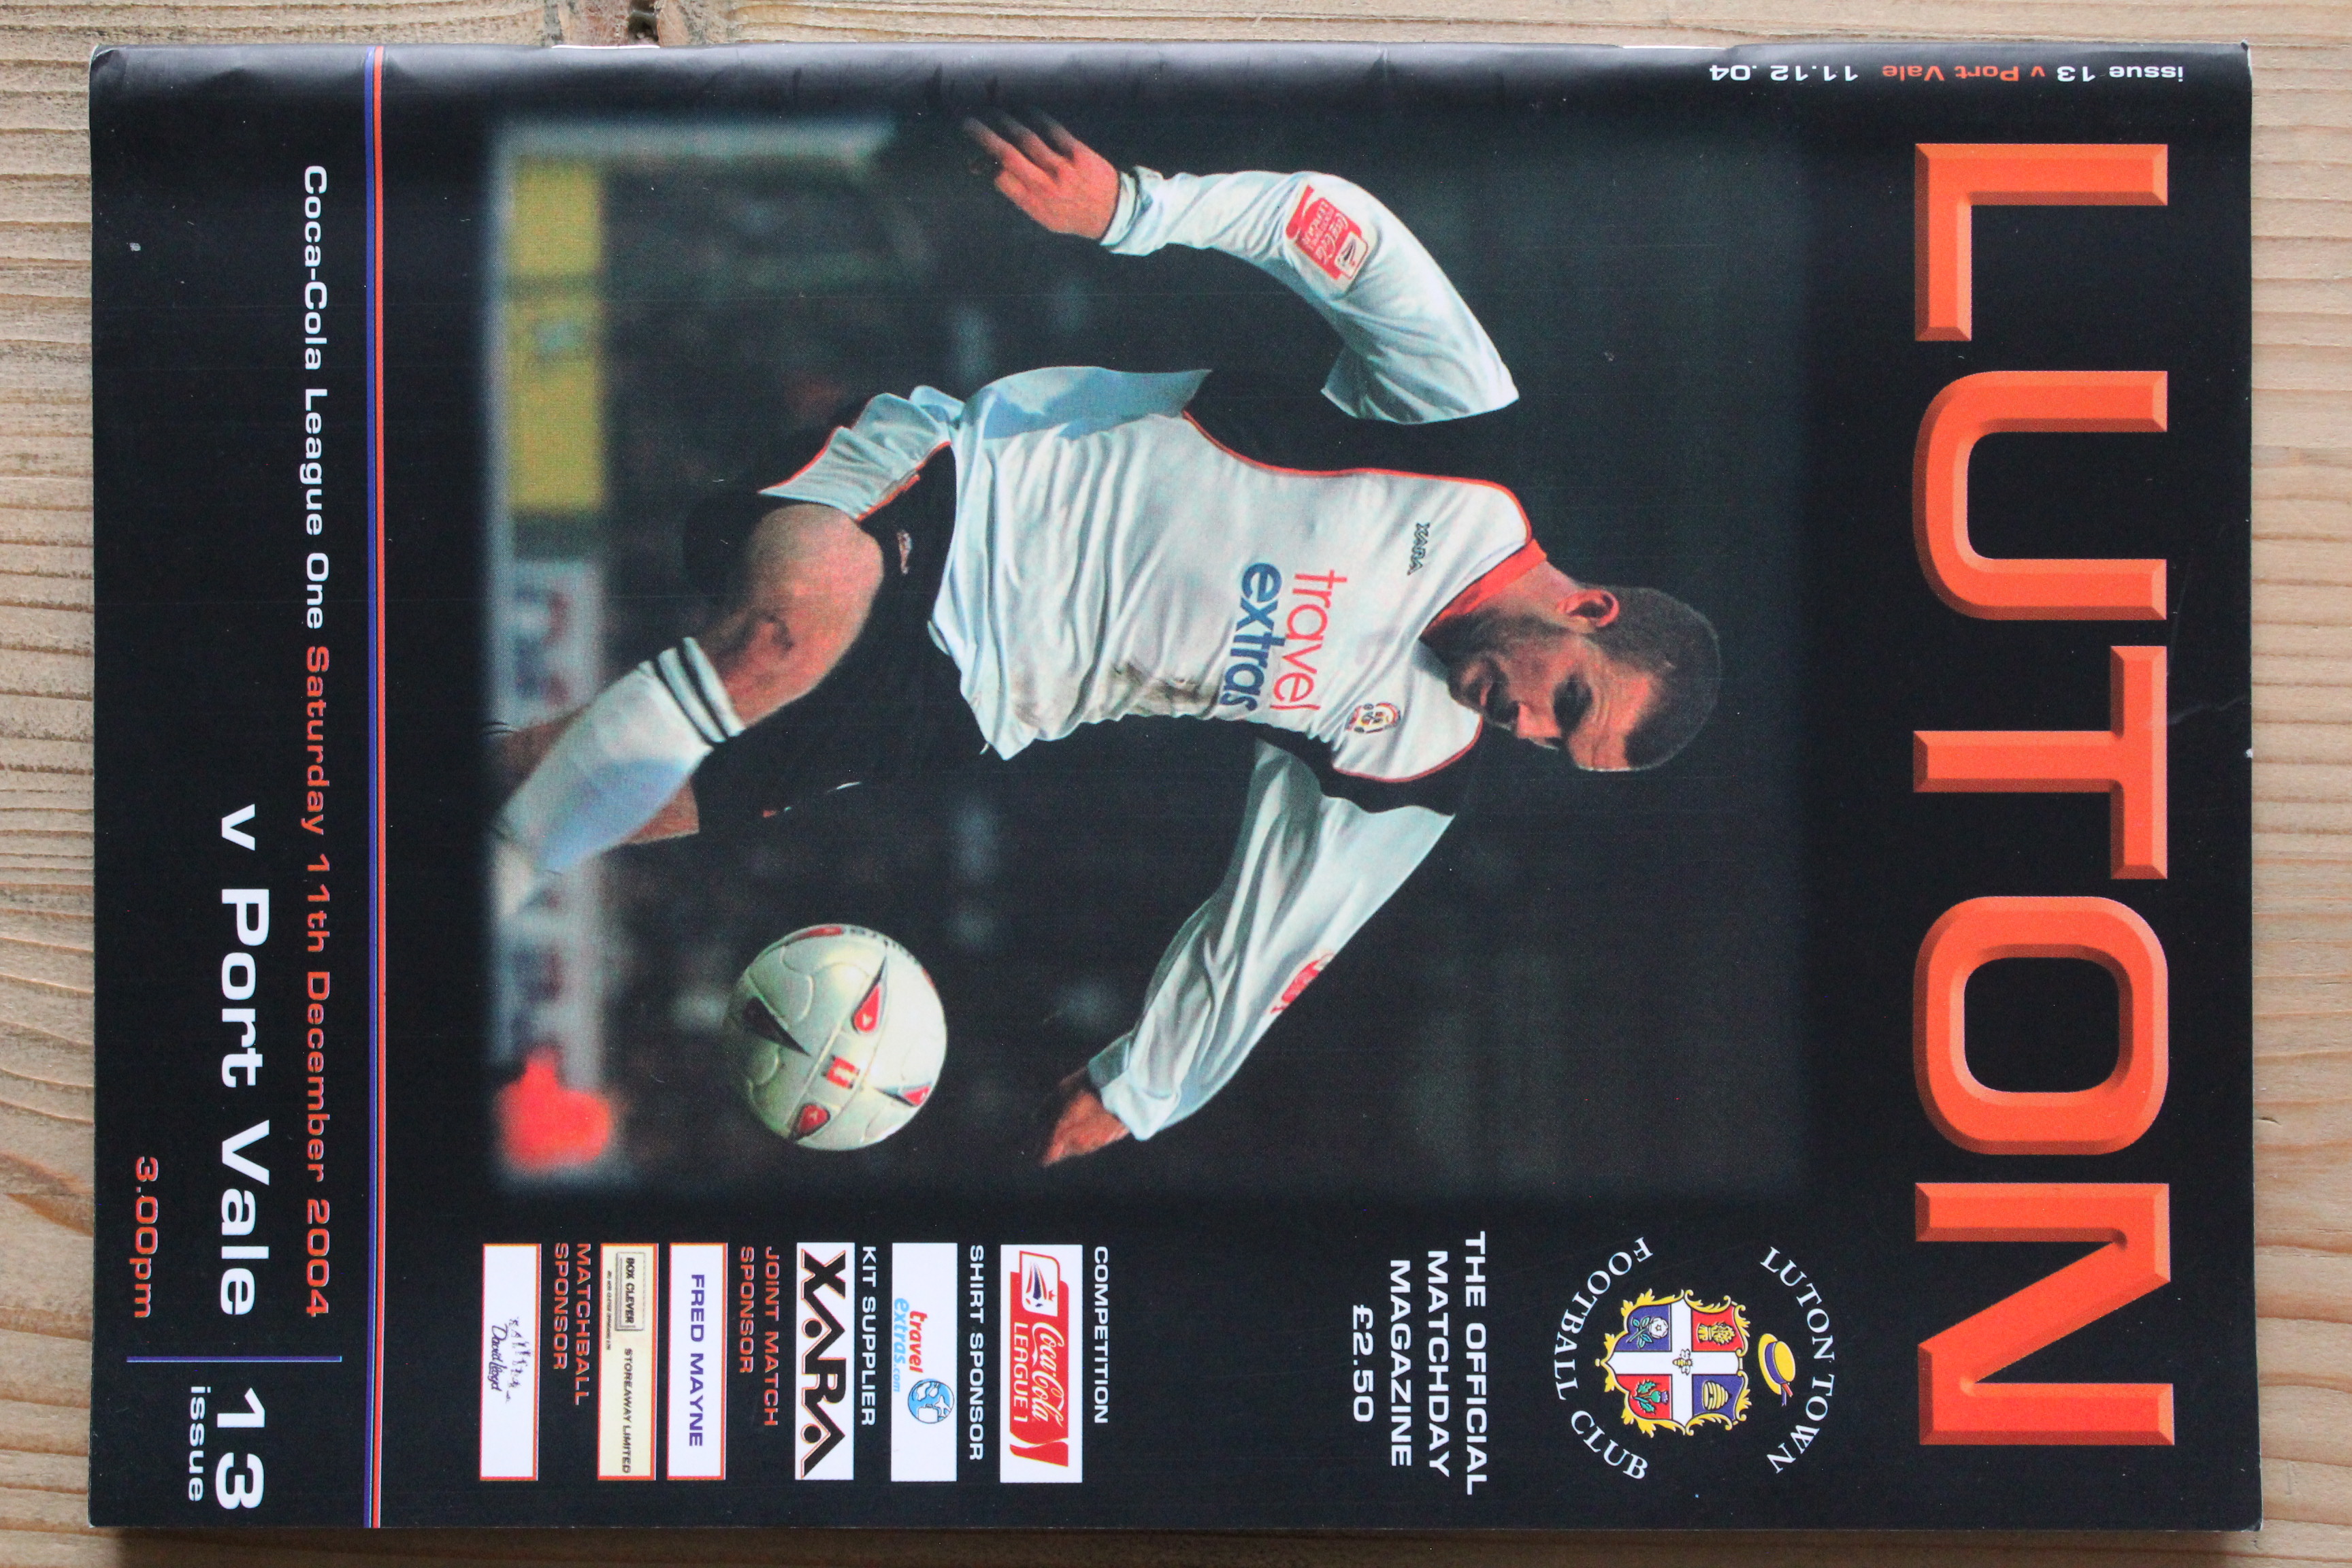 issue 13 v Port Vale 11.12.04
LUTON
LUTON TOWN
FOOTBALL CLUB
THE OFFICIAL
MATCHDAY
MAGAZINE
£2.50
XARA
travel
extras
COMPETITION
Coca-Cola
LEAGUE 1
SHIRT SPONSOR
travel
extras.com
KIT SUPPLIER
XARA
JOINT MATCH
SPONSOR
FRED MAYNE
BOX CLEVER
STOREAWAY LIMITED
MATCHBALL
SPONSOR
David Lloyd
Coca-Cola League One Saturday 11th December 2004
v Port Vale
3.00pm
13
issue